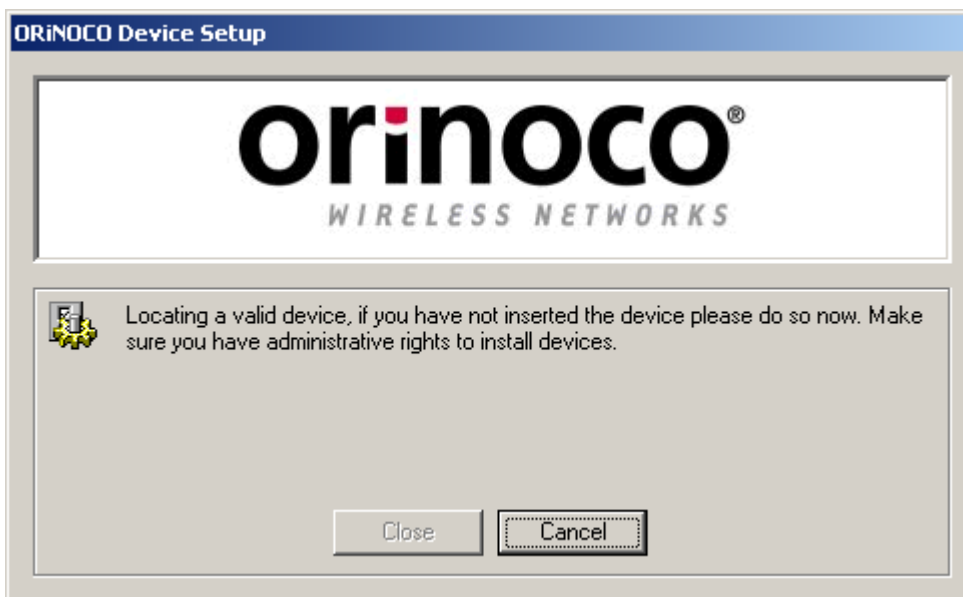 ORiNOCO Device Setup
orinoco®
WIRELESS NETWORKS
Locating a valid device, if you have not inserted the device please do so now. Make
sure you have administrative rights to install devices.
Close
Cancel